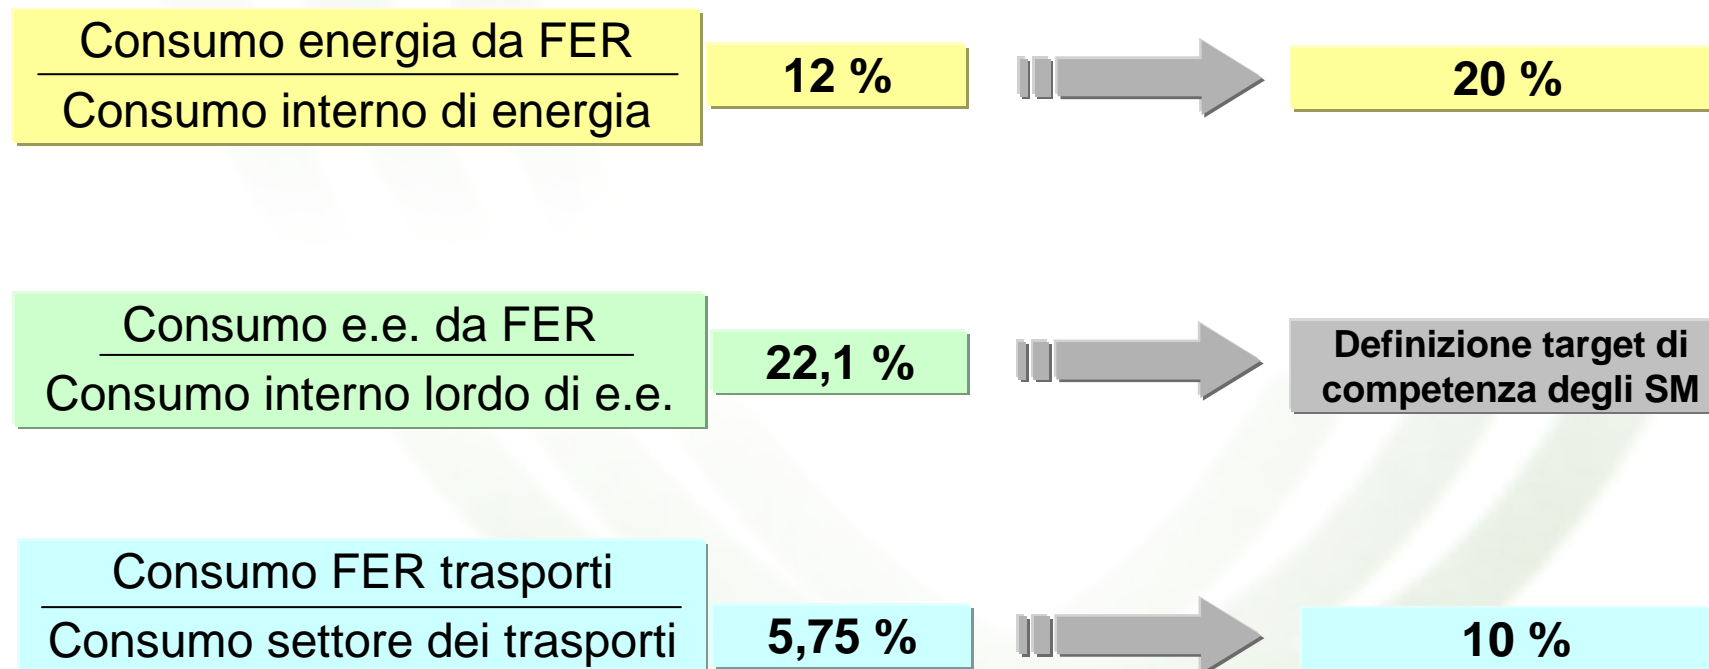 Consumo energia da FER
Consumo interno di energia
12 %
20 %
Consumo e.e. da FER
Consumo interno lordo di e.e.
22,1 %
Definizione target di
competenza degli SM
Consumo FER trasporti
Consumo settore dei trasporti
5,75 %
10 %